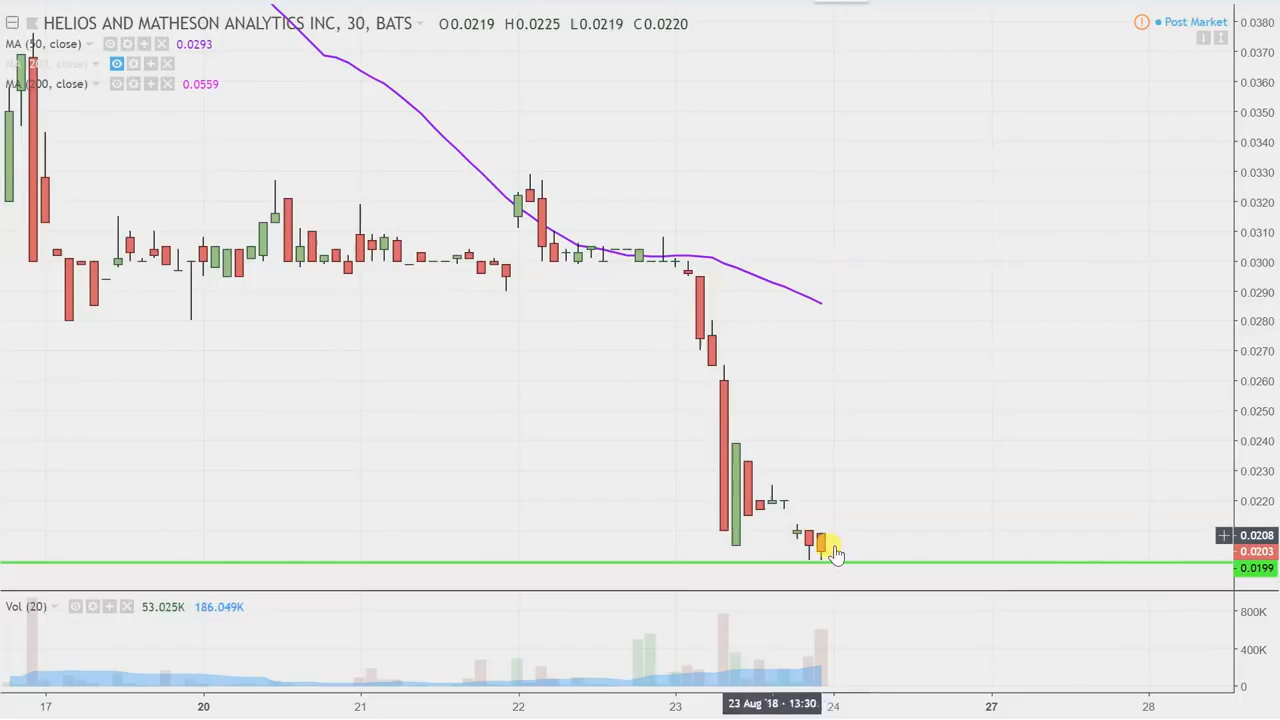 HELIOS AND MATHESON ANALYTICS INC, 30, BATS O0.0219 H0.0225 L0.0219 C0.0220
Post Market
MA (50, close) 0.0293
MA (200, close) 0.0559
0.0380
0.0370
0.0360
0.0350
0.0340
0.0330
0.0320
0.0310
0.0300
0.0290
0.0280
0.0270
0.0260
0.0250
0.0240
0.0230
0.0220
0.0208
0.0203
0.0199
Vol (20) 53.025K 186.049K
800K
400K
0
17 20 21 22 23 23 Aug '18 - 13:30 24 27 28